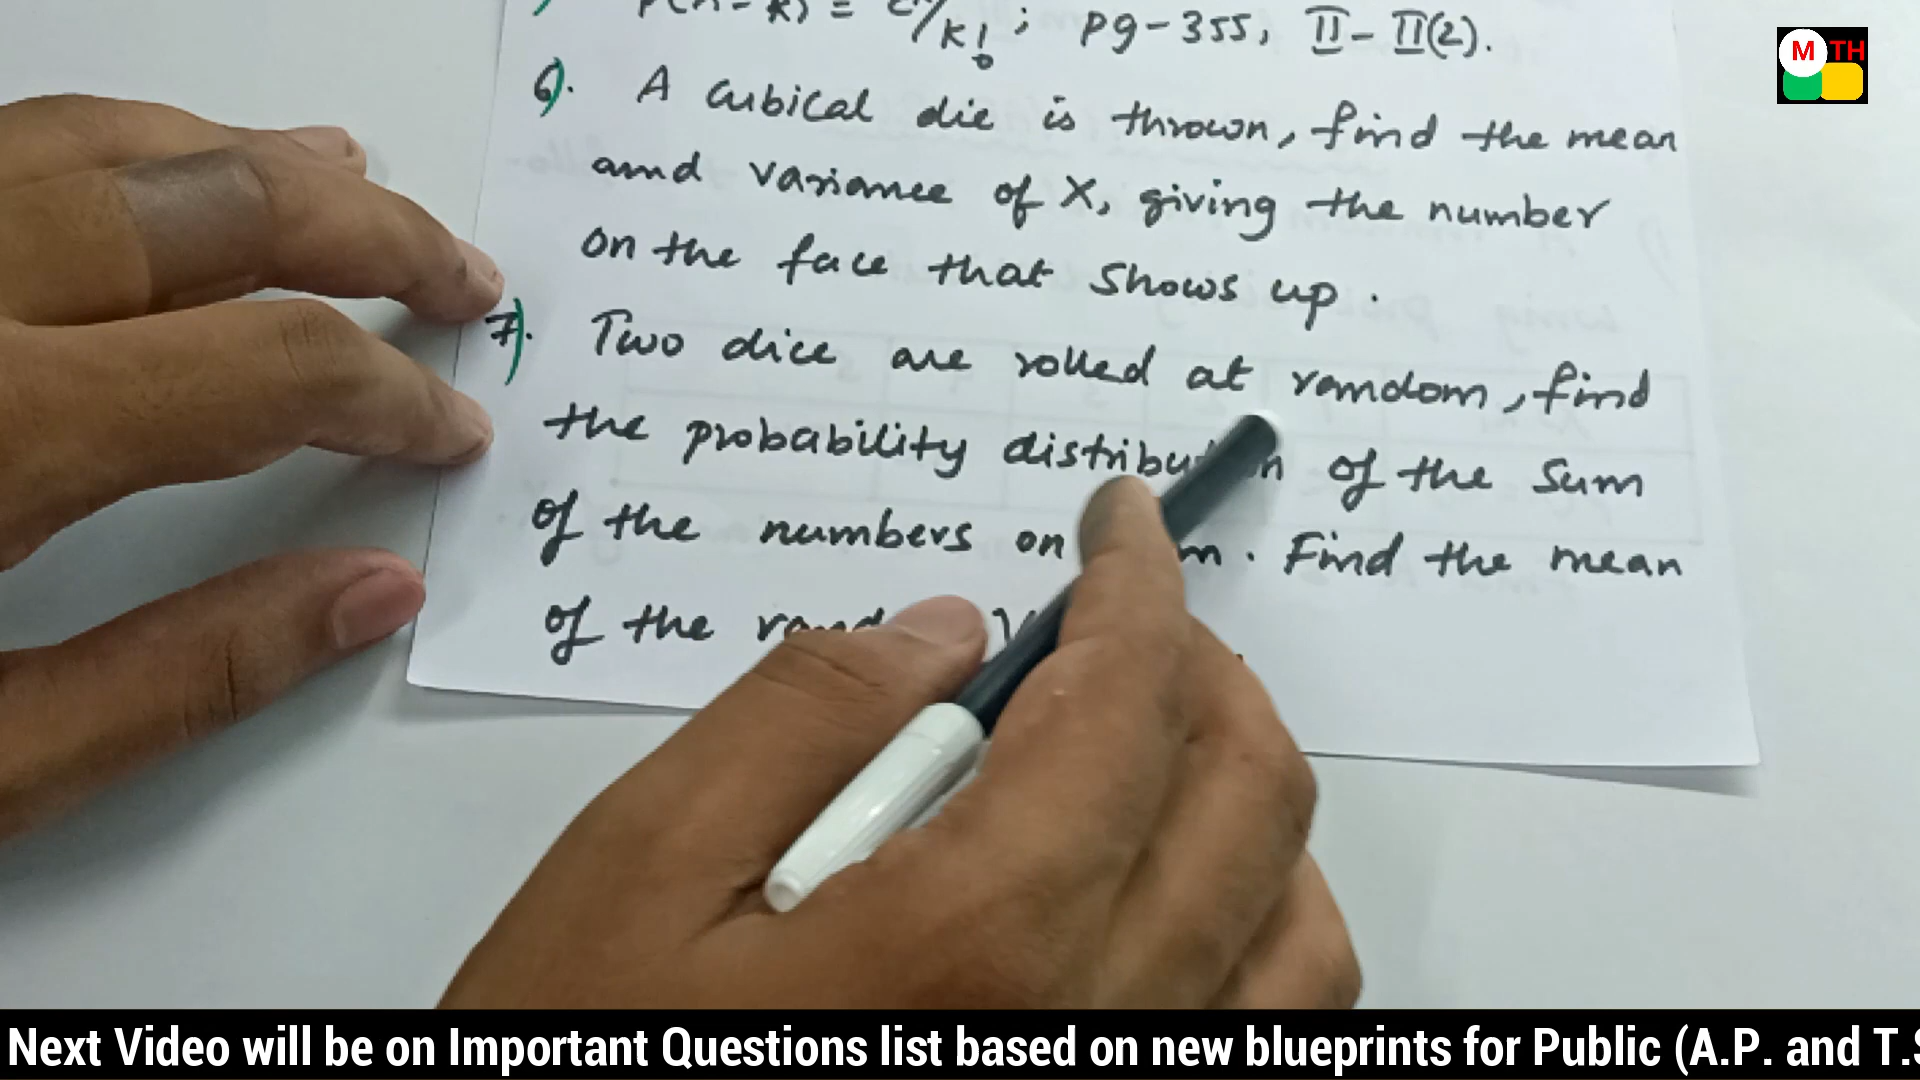 = c^k/k! ; Pg-355, II-II(2).
M TH
6). A cubical die is thrown, find the mean
and variance of X, giving the number
on the face that shows up.
7). Two dice are rolled at random, find
the probability distribution of the sum
of the numbers on . Find the mean
of the
Next Video will be on Important Questions list based on new blueprints for Public (A.P. and T.S